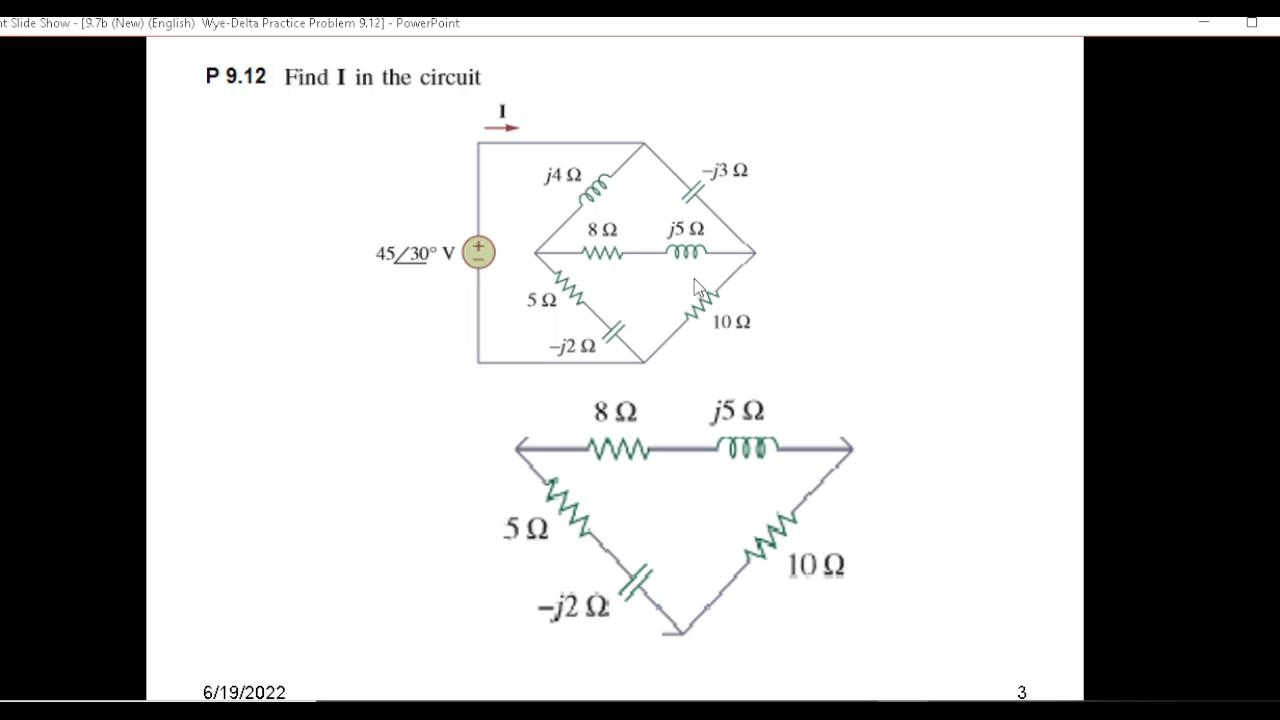 nt Slide Show - [9.7b (New) (English)  Wye-Delta Practice Problem 9.12] - PowerPoint
P 9.12 Find I in the circuit
I
j4 Ω
–j3 Ω
8 Ω
j5 Ω
45/30° V
+
−
5 Ω
10 Ω
–j2 Ω
8 Ω
j5 Ω
5 Ω
10 Ω
–j2 Ω
6/19/2022
3